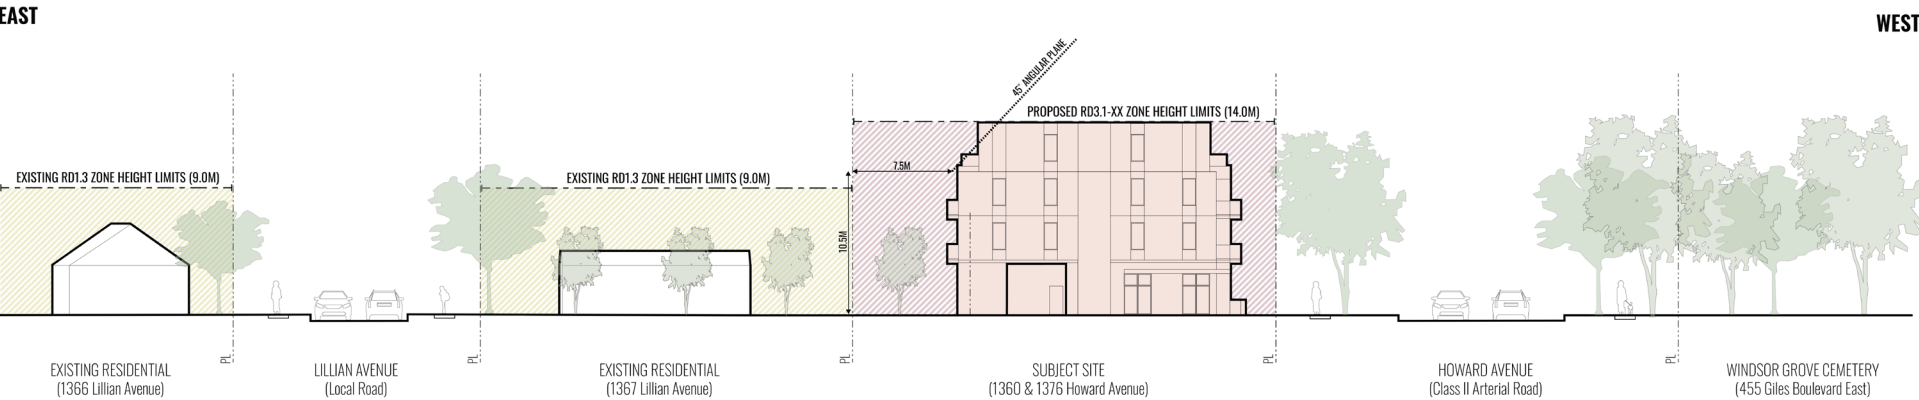 EAST
WEST
45° ANGULAR PLANE
PROPOSED RD3.1-XX ZONE HEIGHT LIMITS (14.0M)
EXISTING RD1.3 ZONE HEIGHT LIMITS (9.0M)
EXISTING RD1.3 ZONE HEIGHT LIMITS (9.0M)
7.5M
10.5M
PL
PL
PL
PL
PL
EXISTING RESIDENTIAL
(1366 Lillian Avenue)
LILLIAN AVENUE
(Local Road)
EXISTING RESIDENTIAL
(1367 Lillian Avenue)
SUBJECT SITE
(1360 & 1376 Howard Avenue)
HOWARD AVENUE
(Class II Arterial Road)
WINDSOR GROVE CEMETERY
(455 Giles Boulevard East)